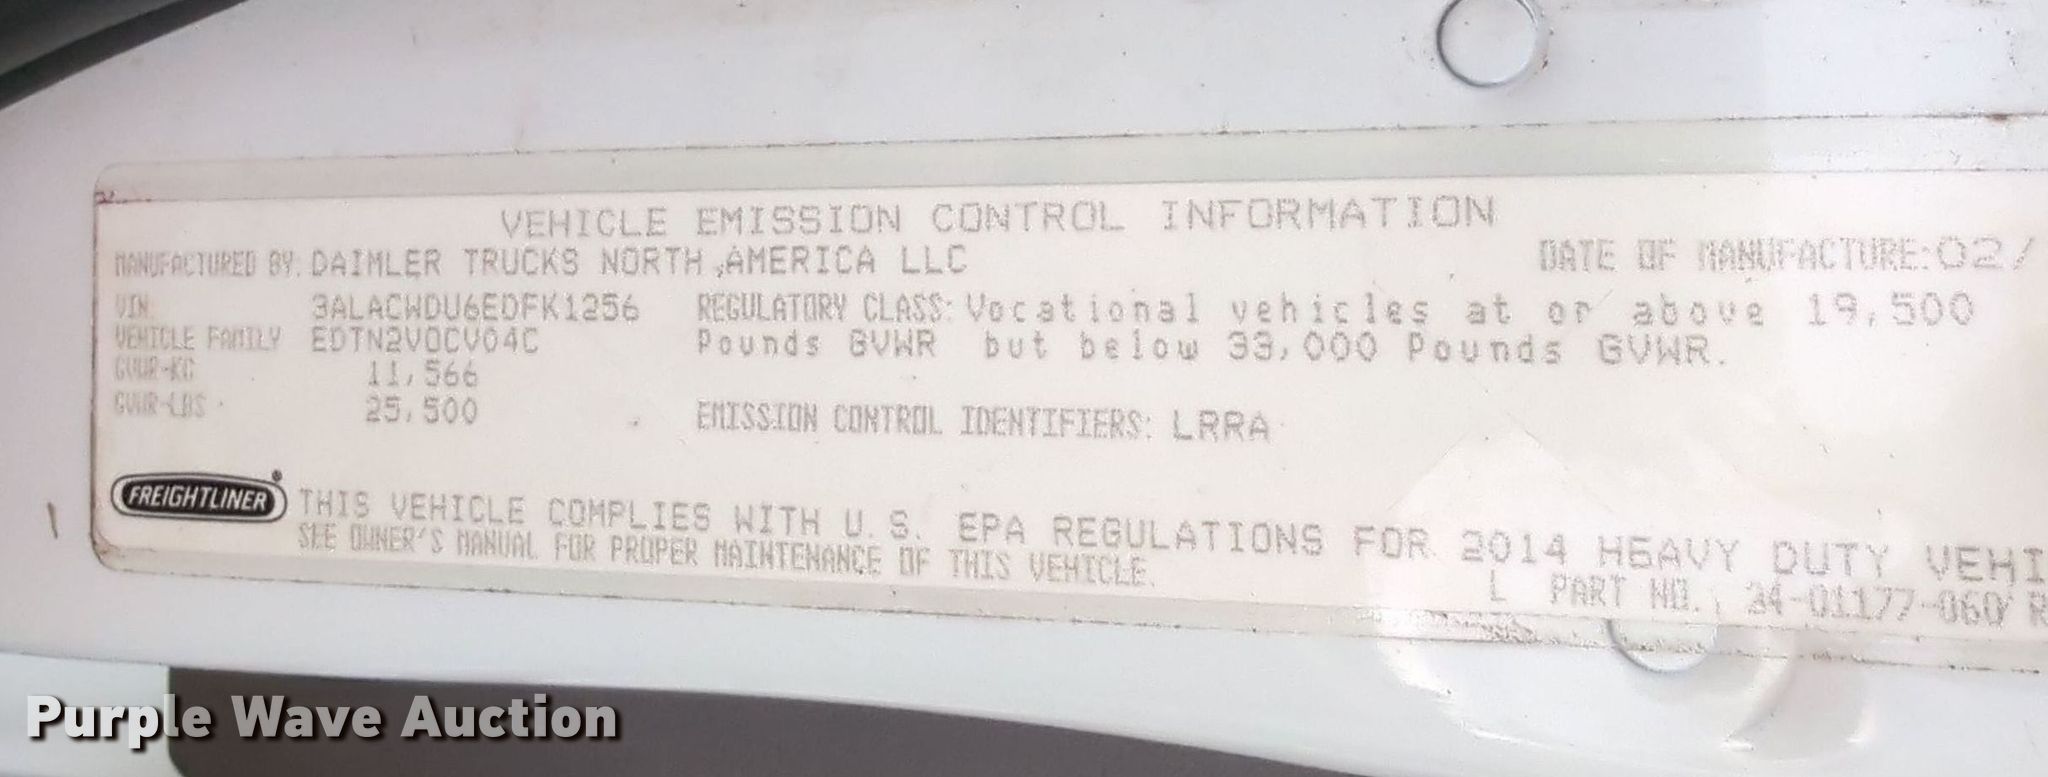 VEHICLE EMISSION CONTROL INFORMATION
MANUFACTURED BY: DAIMLER TRUCKS NORTH AMERICA LLC
DATE OF MANUFACTURE: 02/
VIN 3ALACWDU6EDFK1256
REGULATORY CLASS: Vocational vehicles at or above 19,500
VEHICLE FAMILY EDTN2VOCV04C
Pounds GVWR but below 33,000 Pounds GVWR.
GVWR-KG 11,566
GVWR-LBS 25,500
EMISSION CONTROL IDENTIFIERS: LRRA
FREIGHTLINER®
THIS VEHICLE COMPLIES WITH U.S. EPA REGULATIONS FOR 2014 HEAVY DUTY VEHI
SEE OWNER'S MANUAL FOR PROPER MAINTENANCE OF THIS VEHICLE.
L PART NO. 24-01177-060 R
Purple Wave Auction